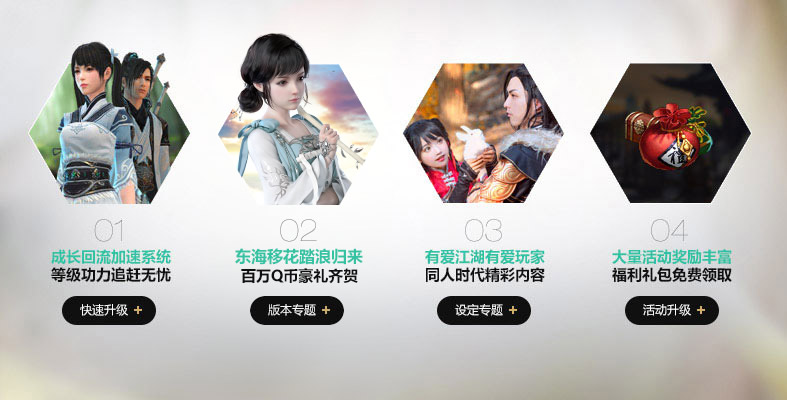 01
成长回流加速系统
等级功力追赶无忧
快速升级 +
02
东海移花踏浪归来
百万Q币豪礼齐贺
版本专题 +
03
有爱江湖有爱玩家
同人时代精彩内容
设定专题 +
福
04
大量活动奖励丰富
福利礼包免费领取
活动升级 +